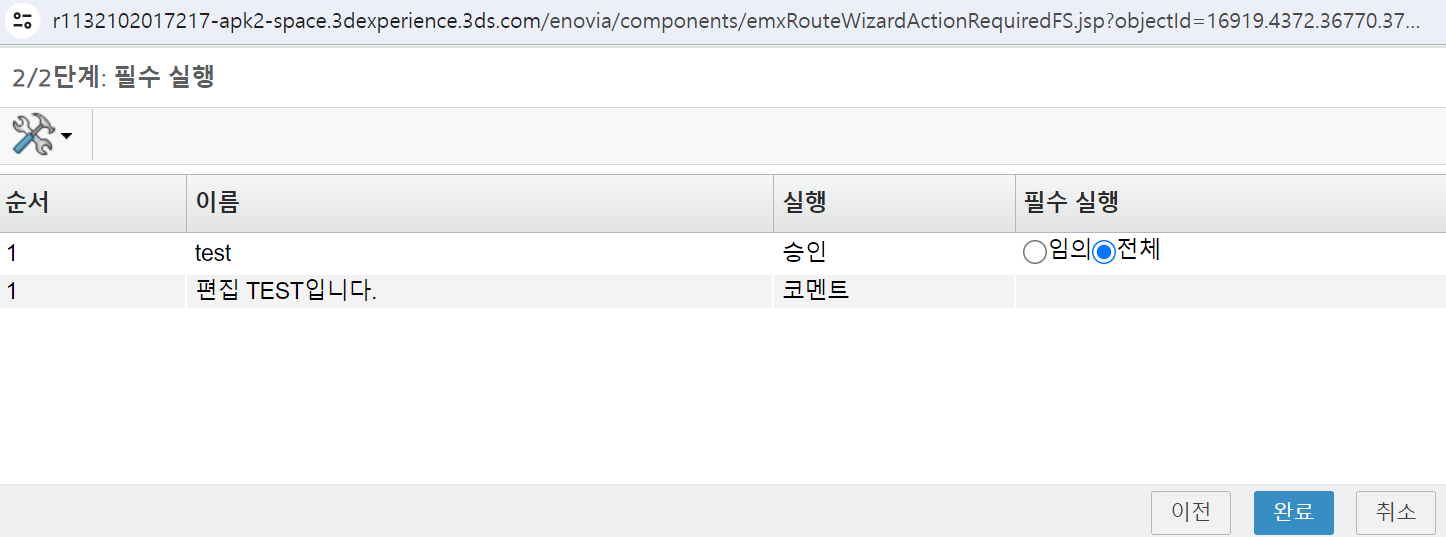 r1132102017217-apk2-space.3dexperience.3ds.com/enovia/components/emxRouteWizardActionRequiredFS.jsp?objectId=16919.4372.36770.37...
2/2단계: 필수 실행
순서 이름 실행 필수 실행
1 test 승인 임의 전체
1 편집 TEST입니다. 코멘트
이전 완료 취소